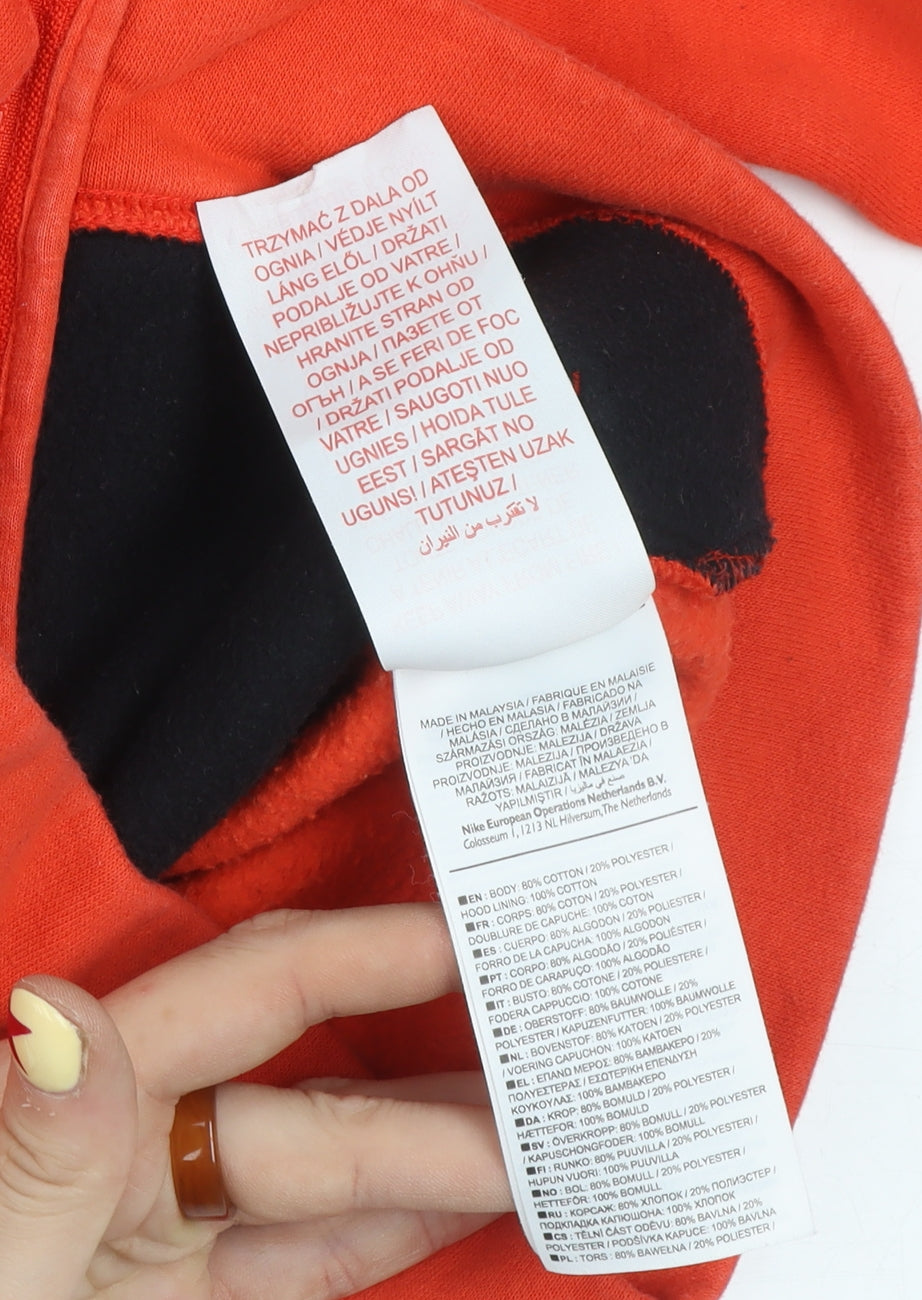 TRZYMAĆ Z DALA OD
OGNIA / VÉDJE NYÍLT
LÁNG ELŐL / DRŽATI
PODALJE OD VATRE /
NEPRIBLIŽUJTE K OHŇU /
HRANITE STRAN OD
OGNJA / ПАЗЕТЕ ОТ
ОГЪН / A SE FERI DE FOC
/ DRŽATI PODALJE OD
VATRE / SAUGOTI NUO
UGNIES / HOIDA TULE
EEST / SARGĀT NO
UGUNS! / ATEŞTEN UZAK
TUTUNUZ /
لا تقترب من النيران
MADE IN MALAYSIA / FABRIQUE EN MALAISIE
/ HECHO EN MALASIA / FABRICADO NA
MALÁSIA / СДЕЛАНО В МАЛАЙЗИИ /
SZÁRMAZÁSI ORSZÁG: MALÉZIA / ZEMLJA
PROIZVODNJE: MALEZIJA / DRŽAVA
PROIZVODNJE: MALEZIJA / ПРОИЗВЕДЕНО В
МАЛАЙЗИЯ / FABRICAT ÎN MALAEZIA /
RAŽOTS: MALAIZIJĀ / MALEZYA 'DA
YAPILMIŞTIR / صنع في ماليزيا
Nike European Operations Netherlands B.V.
Colosseum 1, 1213 NL Hilversum, The Netherlands
EN : BODY: 80% COTTON / 20% POLYESTER /
HOOD LINING: 100% COTTON
FR : CORPS: 80% COTON / 20% POLYESTER /
DOUBLURE DE CAPUCHE: 100% COTON
ES : CUERPO: 80% ALGODON / 20% POLIESTER /
FORRO DE LA CAPUCHA: 100% ALGODON
PT : CORPO: 80% ALGODÃO / 20% POLIÉSTER /
FORRO DE CARAPUÇO: 100% ALGODÃO
IT : BUSTO: 80% COTONE / 20% POLIESTERE /
FODERA CAPPUCCIO: 100% COTONE
DE : OBERSTOFF: 80% BAUMWOLLE / 20%
POLYESTER / KAPUZENFUTTER: 100% BAUMWOLLE
NL : BOVENSTOF: 80% KATOEN / 20% POLYESTER
/ VOERING CAPUCHON: 100% KATOEN
EL : ΕΠΑΝΩ ΜΕΡΟΣ: 80% ΒΑΜΒΑΚΕΡΟ / 20%
ΠΟΛΥΕΣΤΕΡΑΣ / ΕΣΩΤΕΡΙΚΗ ΕΠΕΝΔΥΣΗ
ΚΟΥΚΟΥΛΑΣ: 100% ΒΑΜΒΑΚΕΡΟ
DA : KROP: 80% BOMULD / 20% POLYESTER /
HÆTTEFOR: 100% BOMULD
SV : ÖVERKROPP: 80% BOMULL / 20% POLYESTER
/ KAPUSCHONGFODER: 100% BOMULL
FI : RUNKO: 80% PUUVILLA / 20% POLYESTERI /
HUPUN VUORI: 100% PUUVILLA
NO : BOL: 80% BOMULL / 20% POLYESTER /
HETTEFÔR: 100% BOMULL
RU : КОРСАЖ: 80% ХЛОПОК / 20% ПОЛИЭСТЕР /
ПОДКЛАДКА КАПЮШОНА: 100% ХЛОПОК
CS : TĚLNÍ ČÁST ODĚVU: 80% BAVLNA / 20%
POLYESTER / PODŠÍVKA KAPUCE: 100% BAVLNA
PL : TORS : 80% BAWEŁNA / 20% POLIESTER /